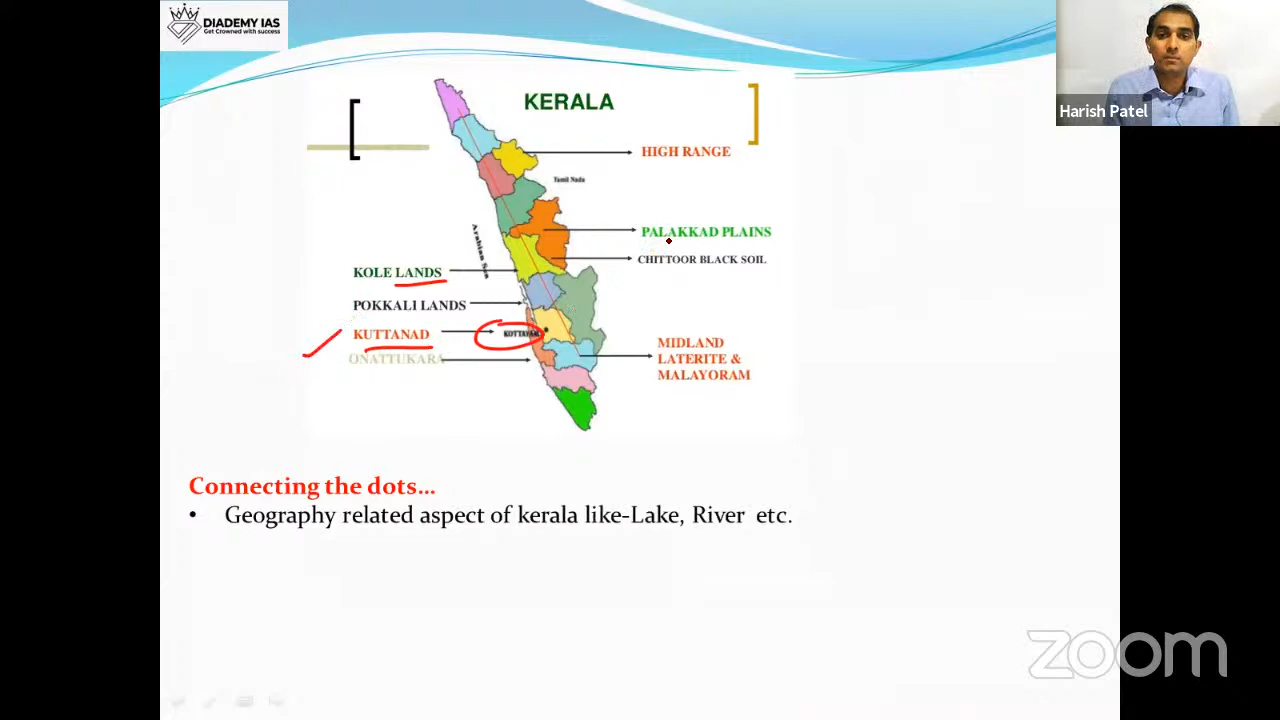 DIADEMY IAS
Get Crowned with success
Harish Patel
KERALA
HIGH RANGE
Tamil Nadu
PALAKKAD PLAINS
Arabian Sea
CHITTOOR BLACK SOIL
KOLE LANDS
POKKALI LANDS
KUTTANAD
KOTTAYAM
ONATTUKARA
MIDLAND
LATERITE &
MALAYORAM
Connecting the dots...
• Geography related aspect of kerala like-Lake, River etc.
zoom